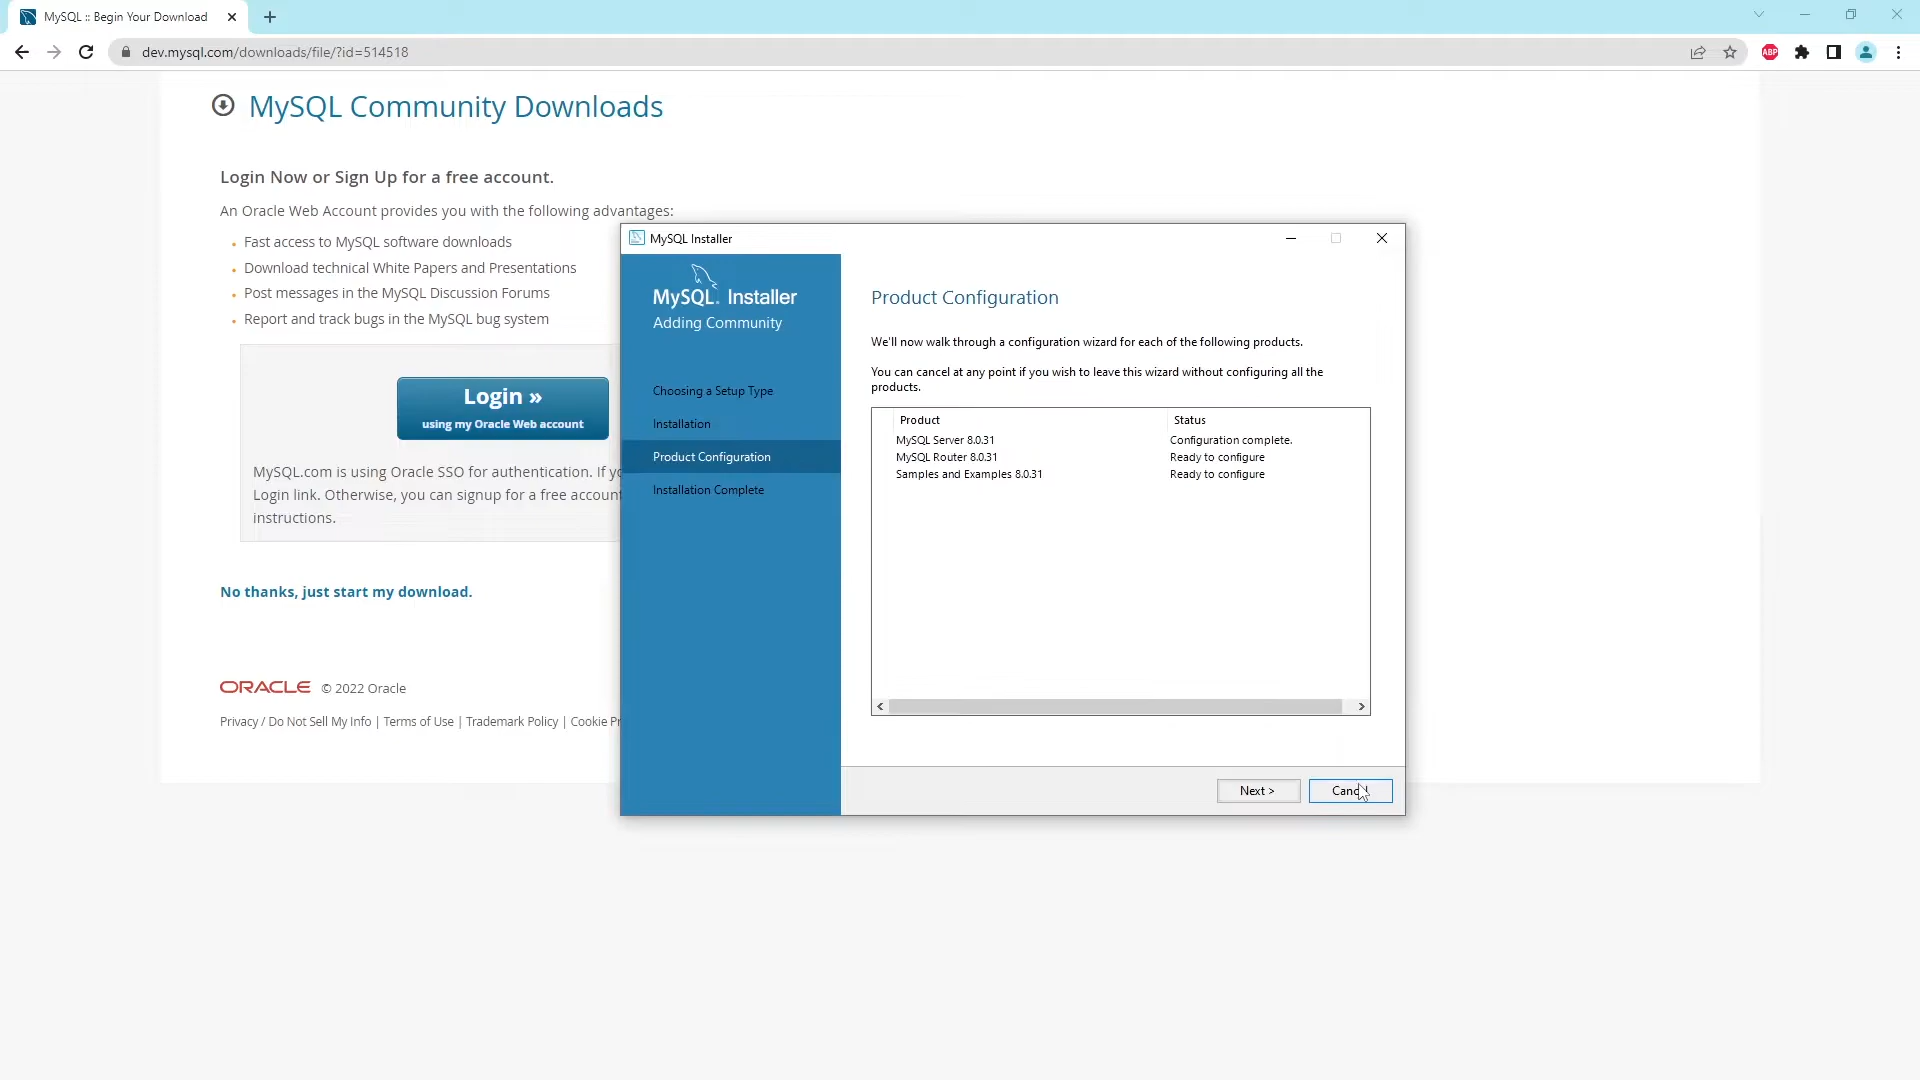 MySQL :: Begin Your Download
dev.mysql.com/downloads/file/?id=514518
ABP
MySQL Community Downloads
Login Now or Sign Up for a free account.
An Oracle Web Account provides you with the following advantages:
Fast access to MySQL software downloads
Download technical White Papers and Presentations
Post messages in the MySQL Discussion Forums
Report and track bugs in the MySQL bug system
Login »
using my Oracle Web account
MySQL.com is using Oracle SSO for authentication. If
Login link. Otherwise, you can signup for a free account
instructions.
No thanks, just start my download.
ORACLE © 2022 Oracle
Privacy / Do Not Sell My Info | Terms of Use | Trademark Policy | Cookie
MySQL Installer
MySQL. Installer
Adding Community
Choosing a Setup Type
Installation
Product Configuration
Installation Complete
Product Configuration
We'll now walk through a configuration wizard for each of the following products.
You can cancel at any point if you wish to leave this wizard without configuring all the
products.
Product Status
MySQL Server 8.0.31 Configuration complete.
MySQL Router 8.0.31 Ready to configure
Samples and Examples 8.0.31 Ready to configure
Next > Cancel